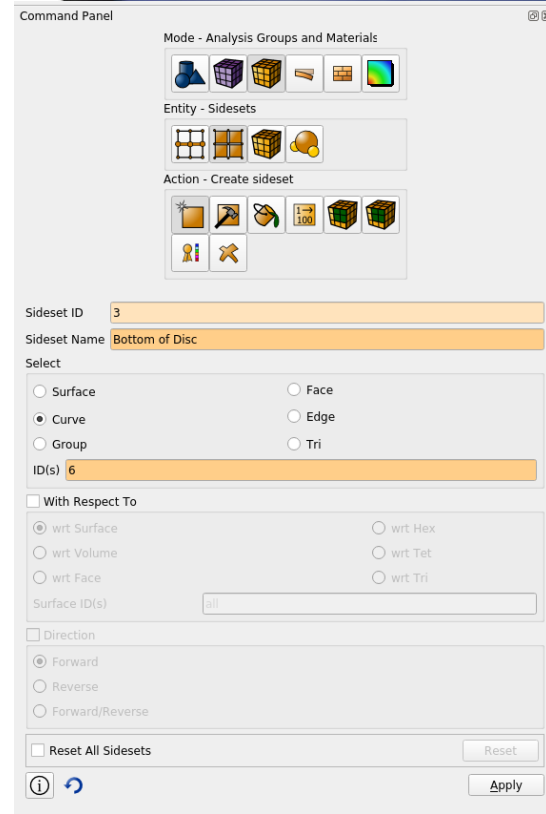 Command Panel
Mode - Analysis Groups and Materials
Entity - Sidesets
Action - Create sideset
1→
100
Sideset ID 3
Sideset Name Bottom of Disc
Select
Surface Face
Curve Edge
Group Tri
ID(s) 6
With Respect To
wrt Surface wrt Hex
wrt Volume wrt Tet
wrt Face wrt Tri
Surface ID(s) all
Direction
Forward
Reverse
Forward/Reverse
Reset All Sidesets Reset
Apply